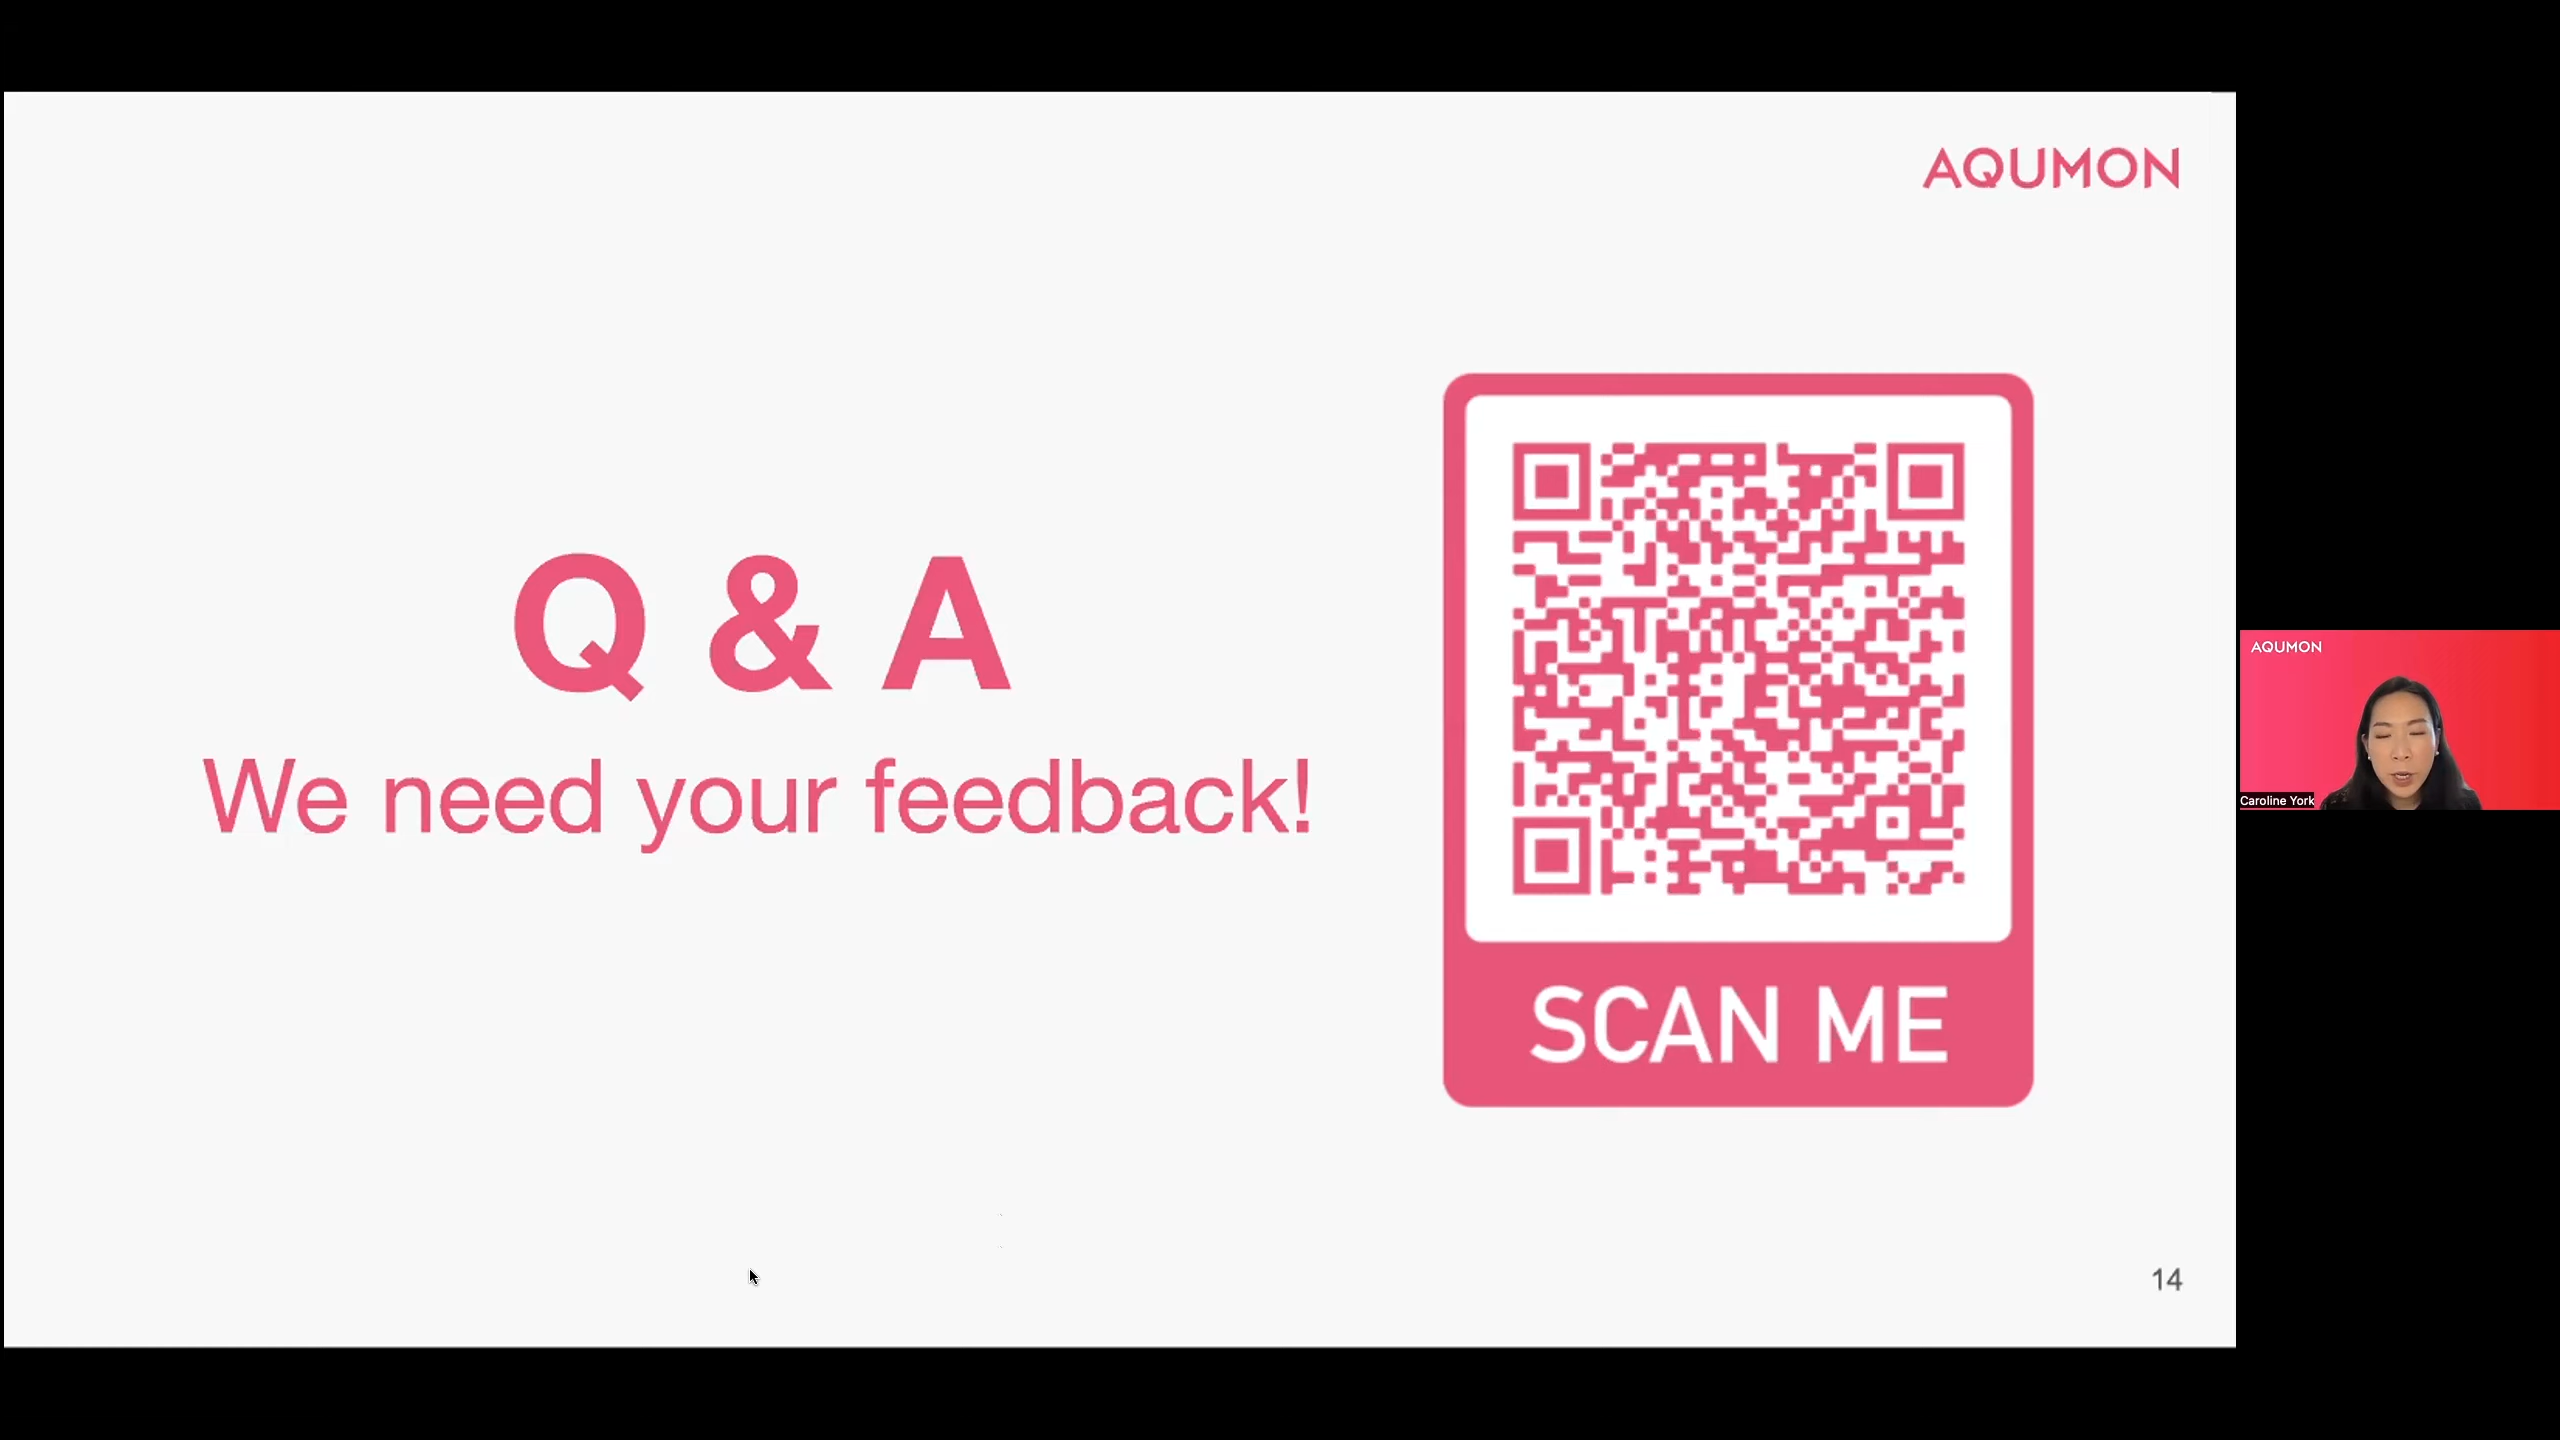 AQUMON
Q & A
We need your feedback!
SCAN ME
14
AQUMON
Caroline York